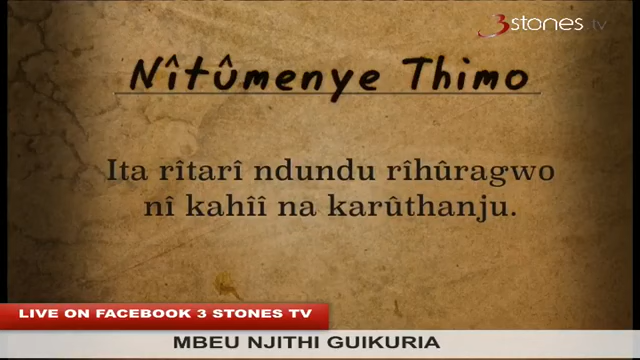 3stones.tv
Nîtûmenye Thimo
Ita rîtarî ndundu rîhûragwo
nî kahîî na karûthanju.
LIVE ON FACEBOOK 3 STONES TV
MBEU NJITHI GUIKURIA